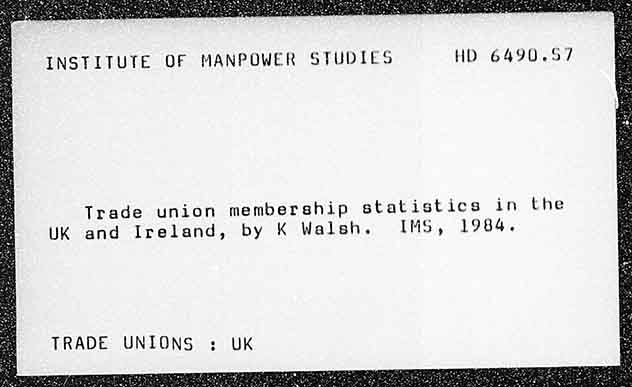 INSTITUTE OF MANPOWER STUDIES HD 6490.S7
Trade union membership statistics in the
UK and Ireland, by K Walsh. IMS, 1984.
TRADE UNIONS : UK